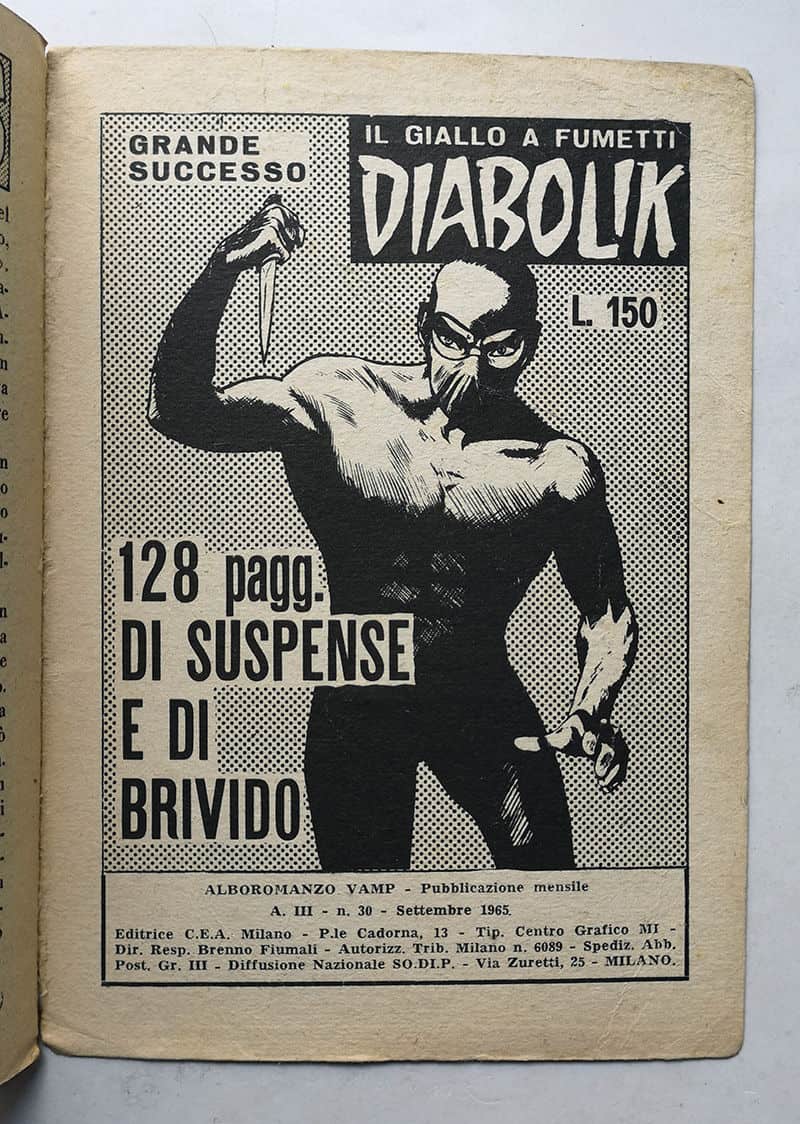 GRANDE
SUCCESSO
IL GIALLO A FUMETTI
DIABOLIK
L. 150
128 pagg.
DI SUSPENSE
E DI
BRIVIDO
ALBOROMANZO VAMP - Pubblicazione mensile
A. III - n. 30 - Settembre 1965.
Editrice C.E.A. Milano - P.le Cadorna, 13 - Tip. Centro Grafico MI -
Dir. Resp. Brenno Fiumali - Autorizz. Trib. Milano n. 6089 - Spediz. Abb.
Post. Gr. III - Diffusione Nazionale SO.DI.P. - Via Zuretti, 25 - MILANO.